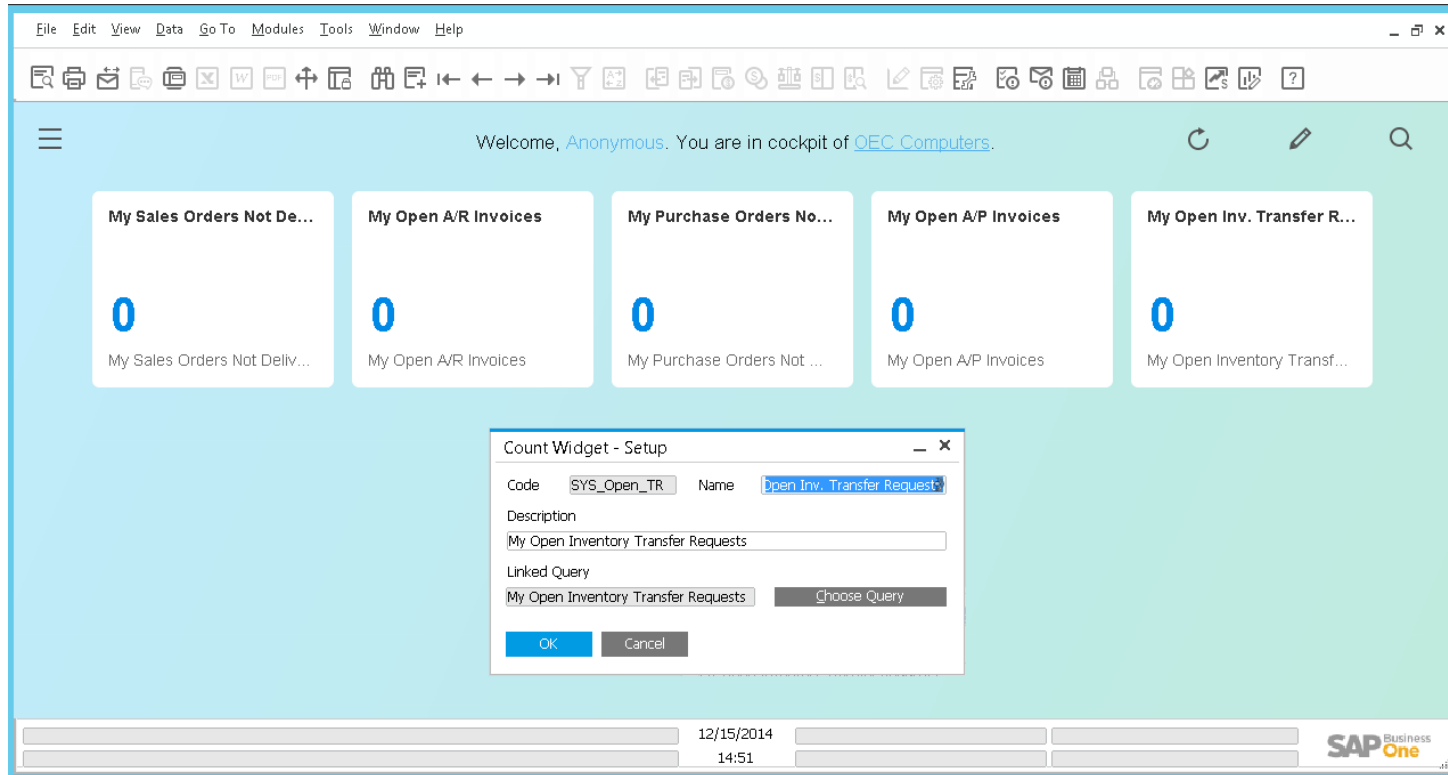 File Edit View Data Go To Modules Tools Window Help
Welcome, Anonymous. You are in cockpit of OEC Computers.
My Sales Orders Not De... My Open A/R Invoices My Purchase Orders No... My Open A/P Invoices My Open Inv. Transfer R...
0 0 0 0 0
My Sales Orders Not Deliv... My Open A/R Invoices My Purchase Orders Not ... My Open A/P Invoices My Open Inventory Transf...
Count Widget - Setup
Code SYS_Open_TR Name Open Inv. Transfer Requests
Description
My Open Inventory Transfer Requests
Linked Query
My Open Inventory Transfer Requests Choose Query
OK Cancel
12/15/2014
14:51
SAP Business One